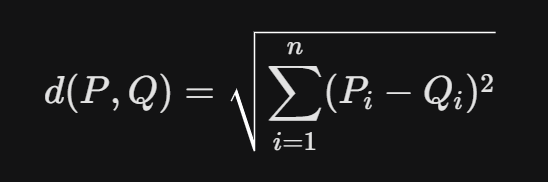 d(P, Q) = √∑_{i=1}^{n} (P_i − Q_i)²